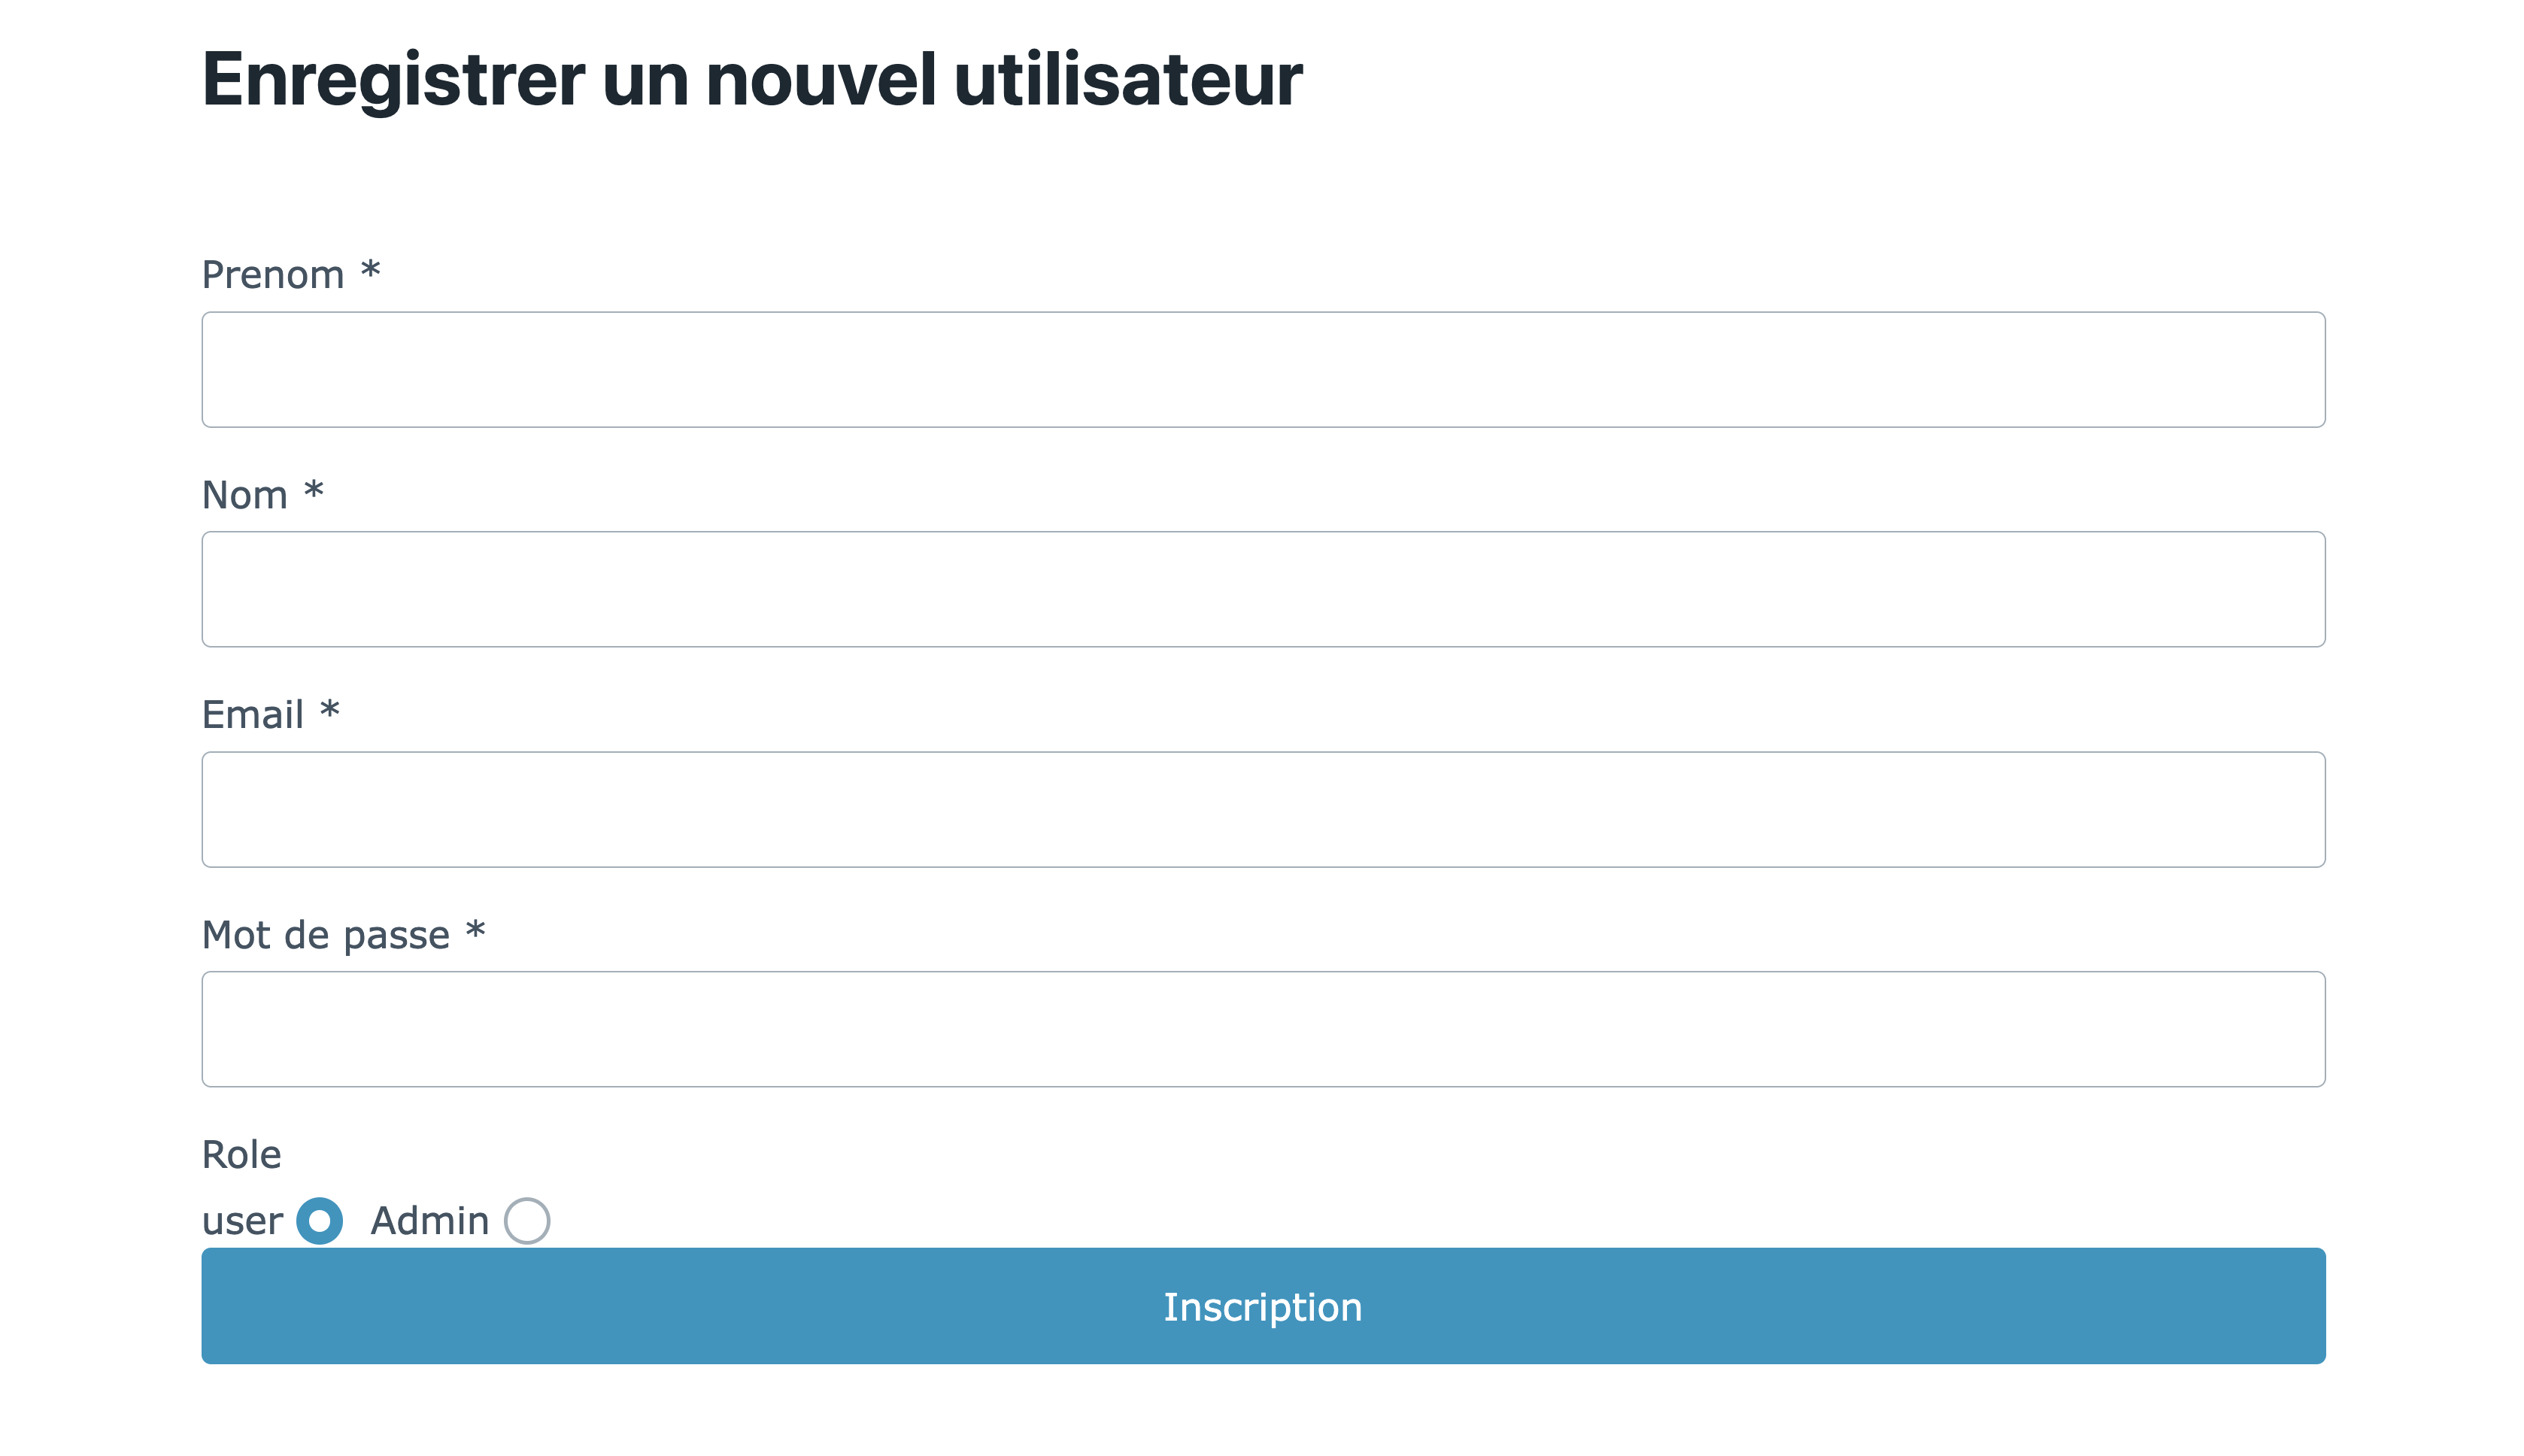 Enregistrer un nouvel utilisateur
Prenom *
Nom *
Email *
Mot de passe *
Role
user Admin
Inscription